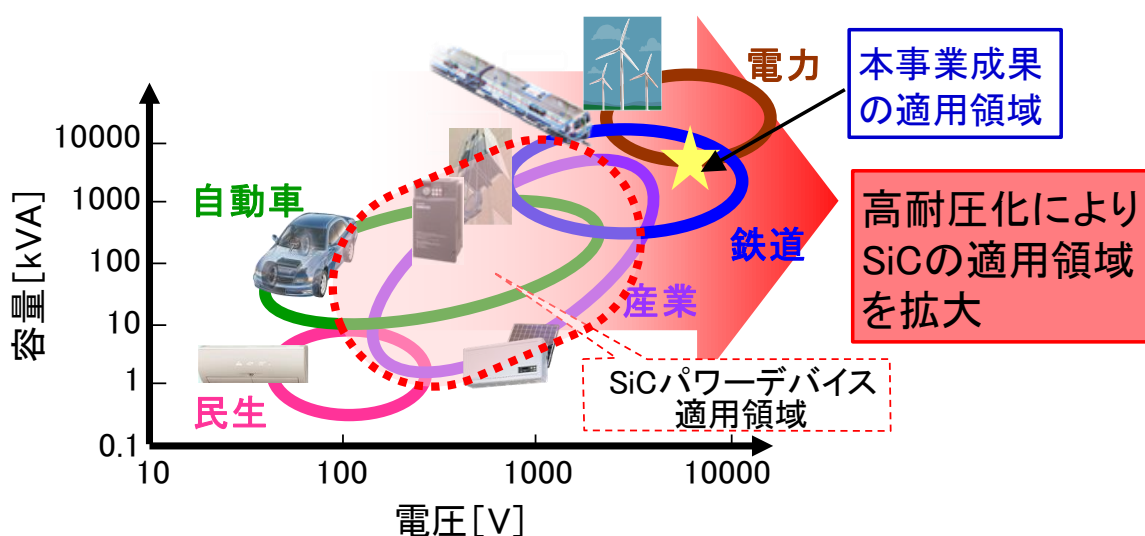 電力
本事業成果
の適用領域
10000
1000
100
10
1
0.1
容量[kVA]
自動車
鉄道
高耐圧化により
SiCの適用領域
を拡大
産業
民生
SiCパワーデバイス
適用領域
10
100
1000
10000
電圧[V]